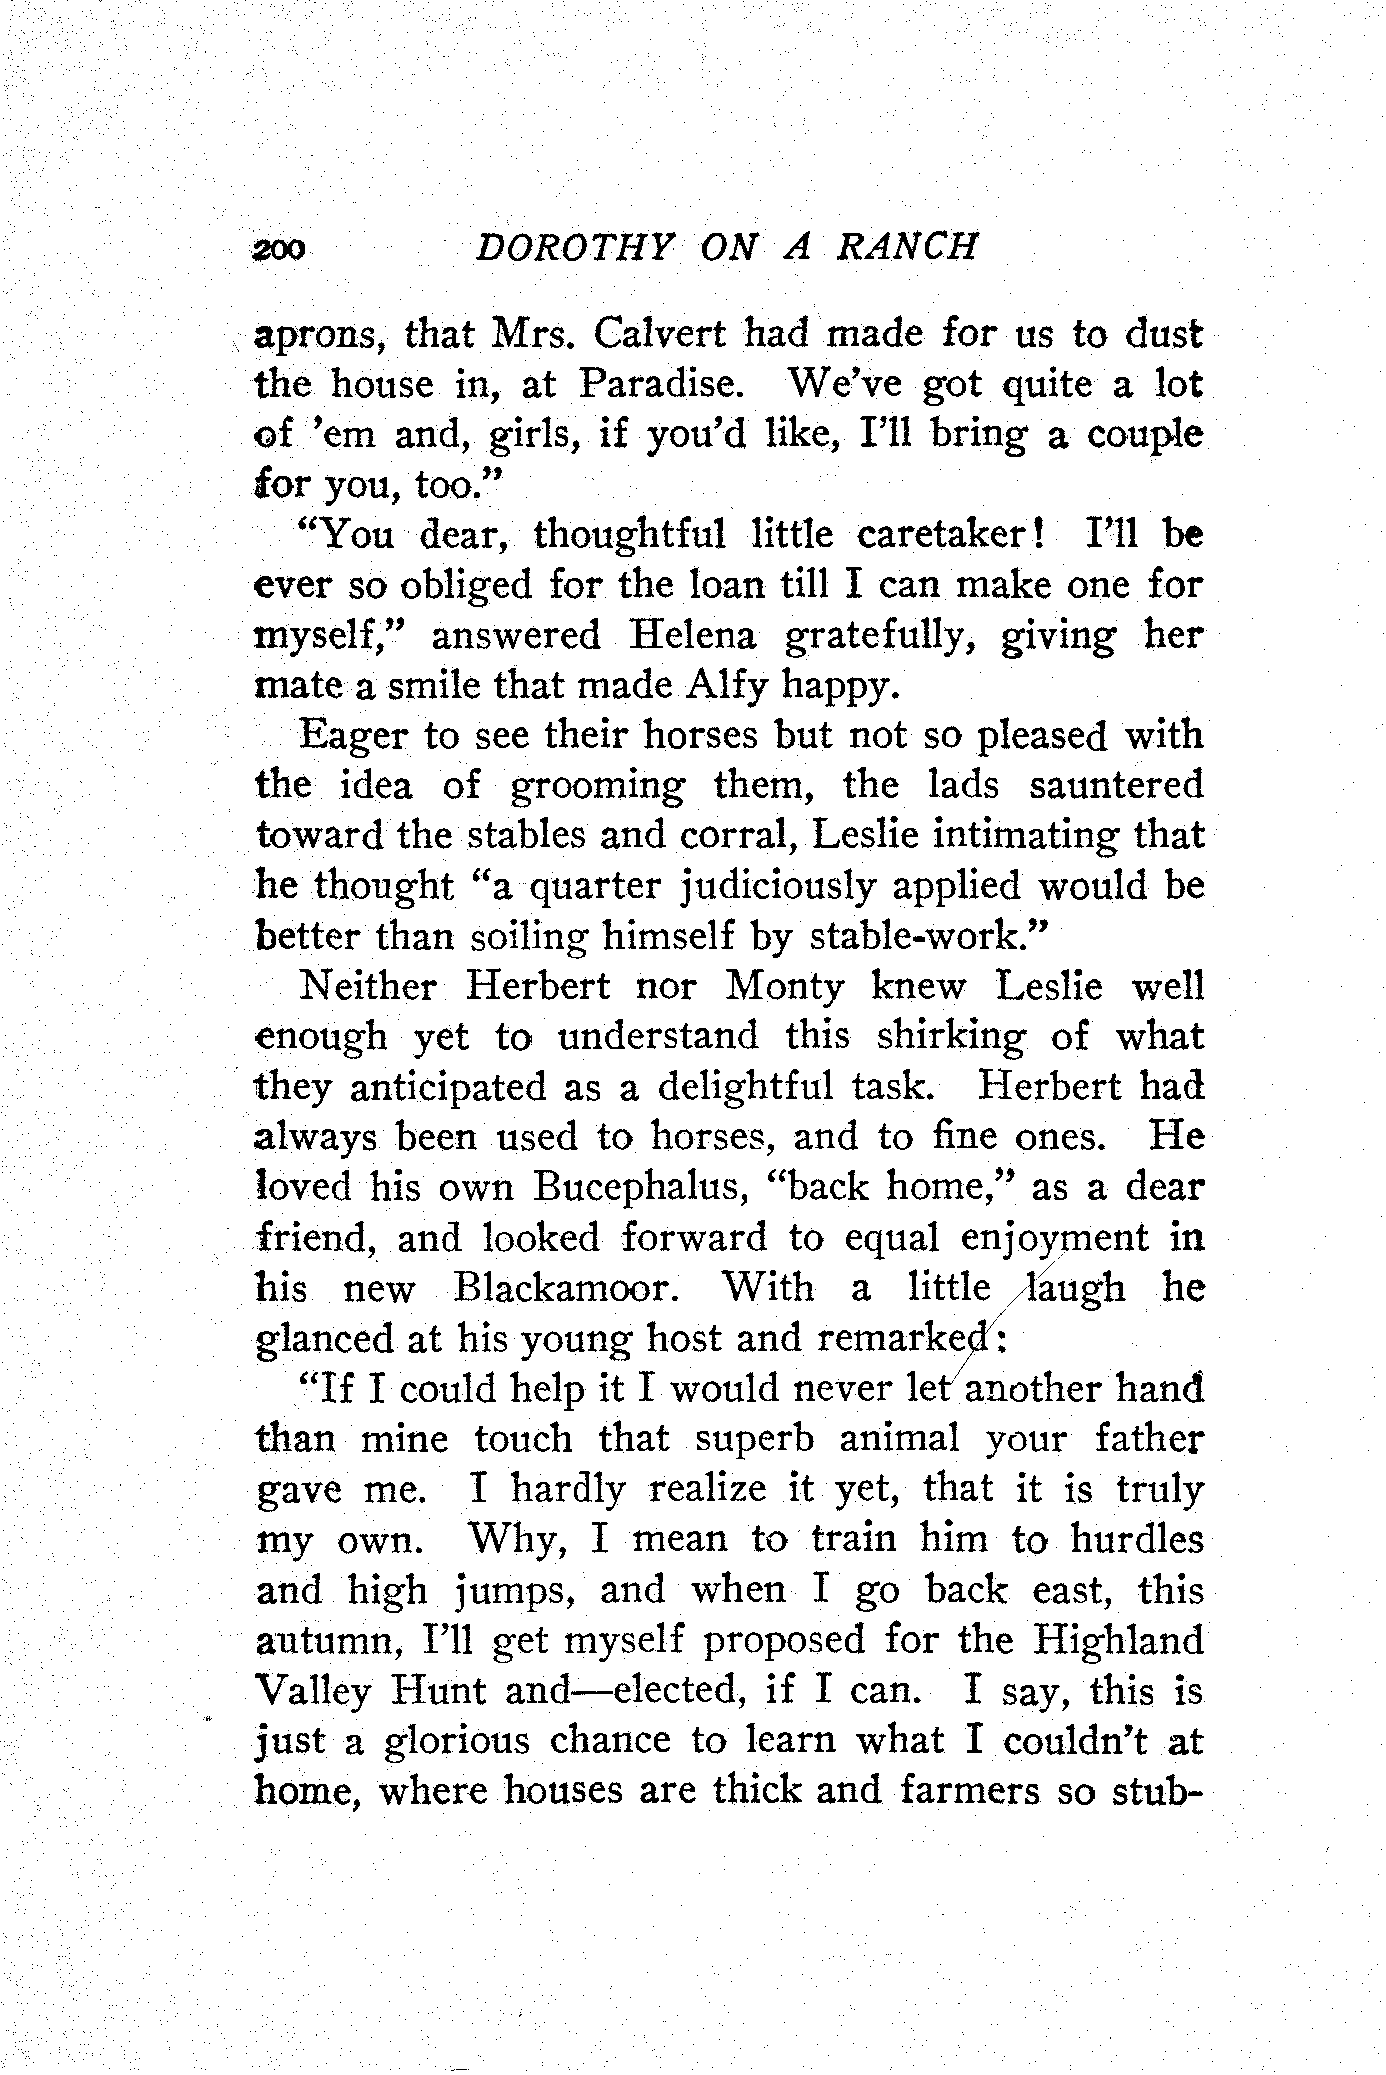 200 DOROTHY ON A RANCH
aprons, that Mrs. Calvert had made for us to dust
the house in, at Paradise. We’ve got quite a lot
of ’em and, girls, if you’d like, I’ll bring a couple
for you, too.”
“You dear, thoughtful little caretaker! I’ll be
ever so obliged for the loan till I can make one for
myself,” answered Helena gratefully, giving her
mate a smile that made Alfy happy.
Eager to see their horses but not so pleased with
the idea of grooming them, the lads sauntered
toward the stables and corral, Leslie intimating that
he thought “a quarter judiciously applied would be
better than soiling himself by stable-work.”
Neither Herbert nor Monty knew Leslie well
enough yet to understand this shirking of what
they anticipated as a delightful task. Herbert had
always been used to horses, and to fine ones. He
loved his own Bucephalus, “back home,” as a dear
friend, and looked forward to equal enjoyment in
his new Blackamoor. With a little laugh he
glanced at his young host and remarked:
“If I could help it I would never let another hand
than mine touch that superb animal your father
gave me. I hardly realize it yet, that it is truly
my own. Why, I mean to train him to hurdles
and high jumps, and when I go back east, this
autumn, I’ll get myself proposed for the Highland
Valley Hunt and—elected, if I can. I say, this is
just a glorious chance to learn what I couldn’t at
home, where houses are thick and farmers so stub-